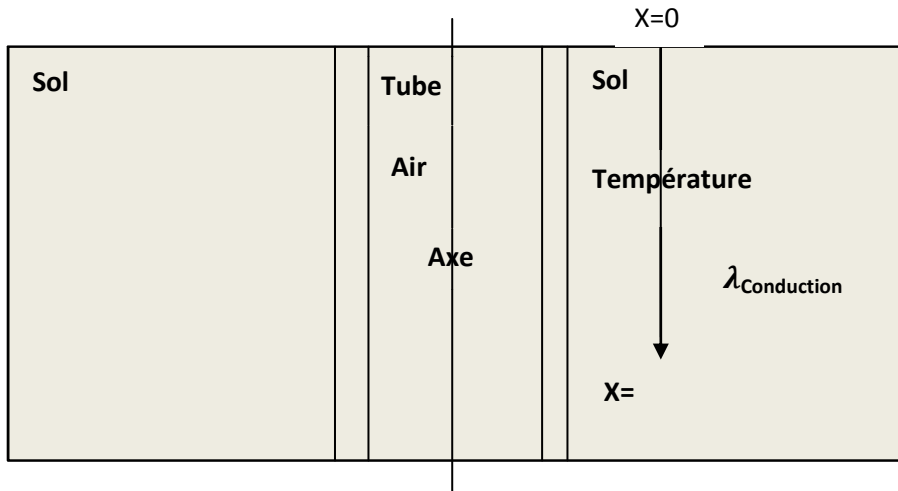 X=0
Sol
Tube
Sol
Air
Température
Axe
λConduction
X=